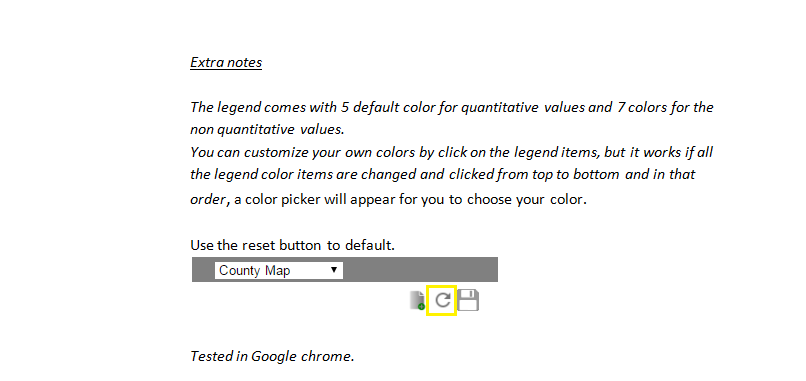 Extra notes
The legend comes with 5 default color for quantitative values and 7 colors for the
non quantitative values.
You can customize your own colors by click on the legend items, but it works if all
the legend color items are changed and clicked from top to bottom and in that
order, a color picker will appear for you to choose your color.
Use the reset button to default.
County Map
Tested in Google chrome.